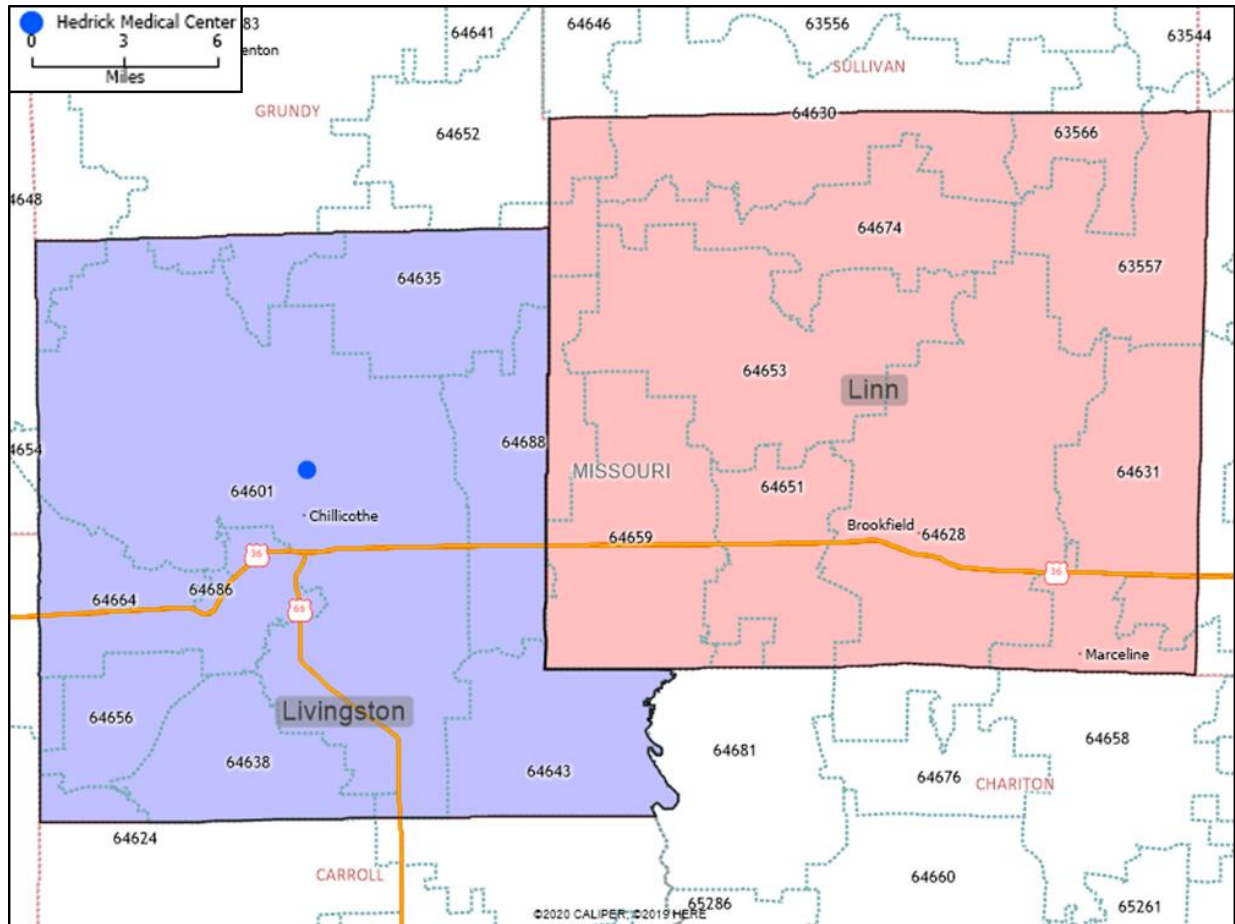 Hedrick Medical Center
0 3 6
Miles
83
enton
64641
64646
63556
63544
SULLIVAN
GRUNDY
64630
64652
63566
4648
64674
64635
63557
64653
Linn
4654
64688
MISSOURI
64631
64601
64651
Chillicothe
Brookfield
64628
64659
36
36
64686
64664
65
Marceline
64656
Livingston
64638
64643
64681
64658
64676
CHARITON
64624
CARROLL
64660
65286
65261
©2020 CALIPER; ©2019 HERE